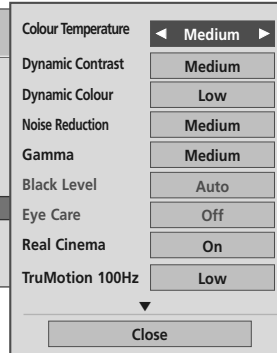 Colour Temperature ◀ Medium ▶
Dynamic Contrast Medium
Dynamic Colour Low
Noise Reduction Medium
Gamma Medium
Black Level Auto
Eye Care Off
Real Cinema On
TruMotion 100Hz Low
▼
Close